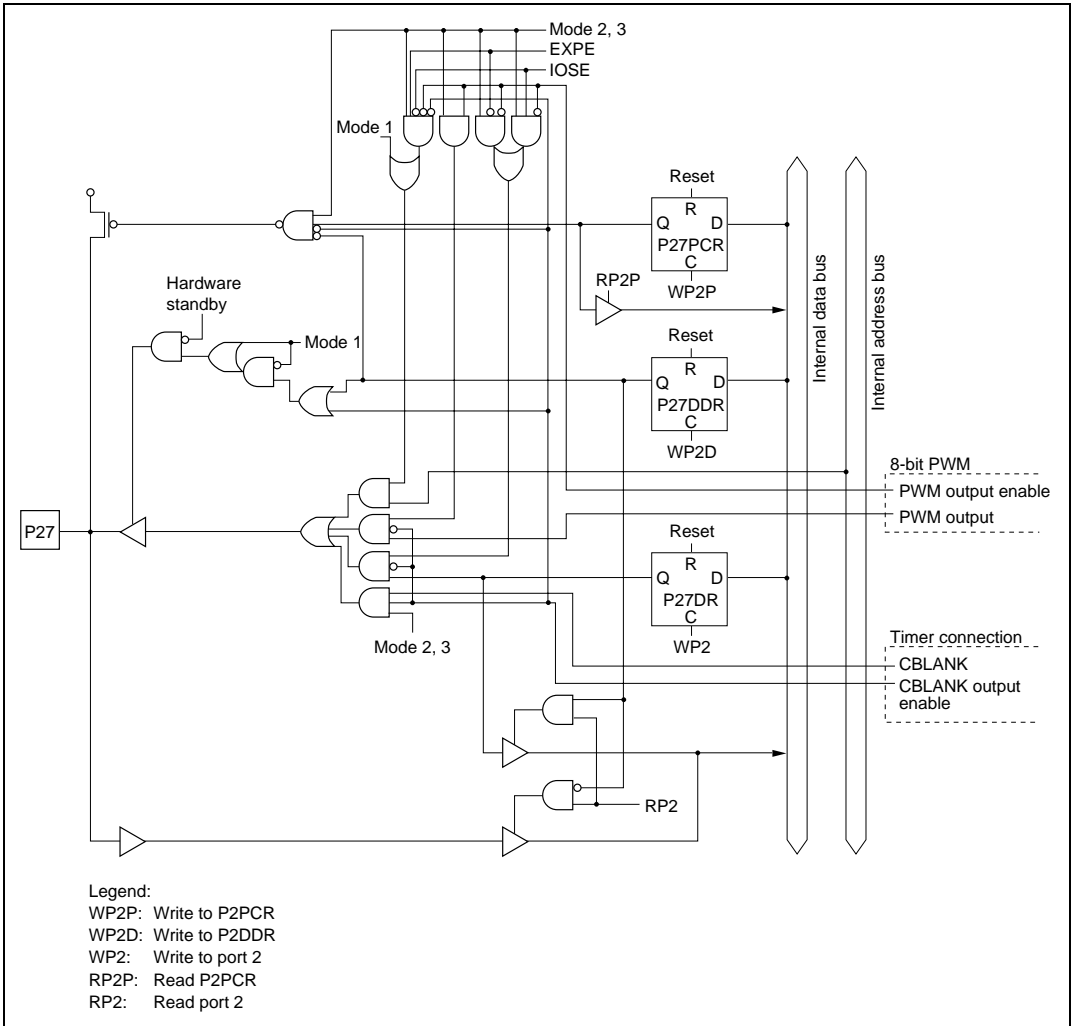 Mode 2, 3
EXPE
IOSE
Mode 1
Reset
R
Q D
P27PCR
C
WP2P
RP2P
Hardware
standby
Mode 1
Reset
R
Q D
P27DDR
C
WP2D
Internal data bus
Internal address bus
8-bit PWM
PWM output enable
PWM output
P27
Reset
R
Q D
P27DR
C
WP2
Mode 2, 3
Timer connection
CBLANK
CBLANK output
enable
RP2
Legend:
WP2P: Write to P2PCR
WP2D: Write to P2DDR
WP2: Write to port 2
RP2P: Read P2PCR
RP2: Read port 2